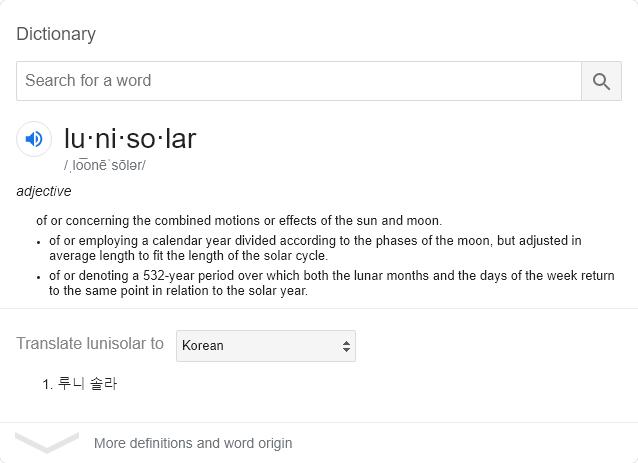 Dictionary
Search for a word
lu·ni·so·lar
/ˌlo͞onēˈsōlər/
adjective
of or concerning the combined motions or effects of the sun and moon.
• of or employing a calendar year divided according to the phases of the moon, but adjusted in
average length to fit the length of the solar cycle.
• of or denoting a 532-year period over which both the lunar months and the days of the week return
to the same point in relation to the solar year.
Translate lunisolar to Korean
1. 루니 솔라
More definitions and word origin